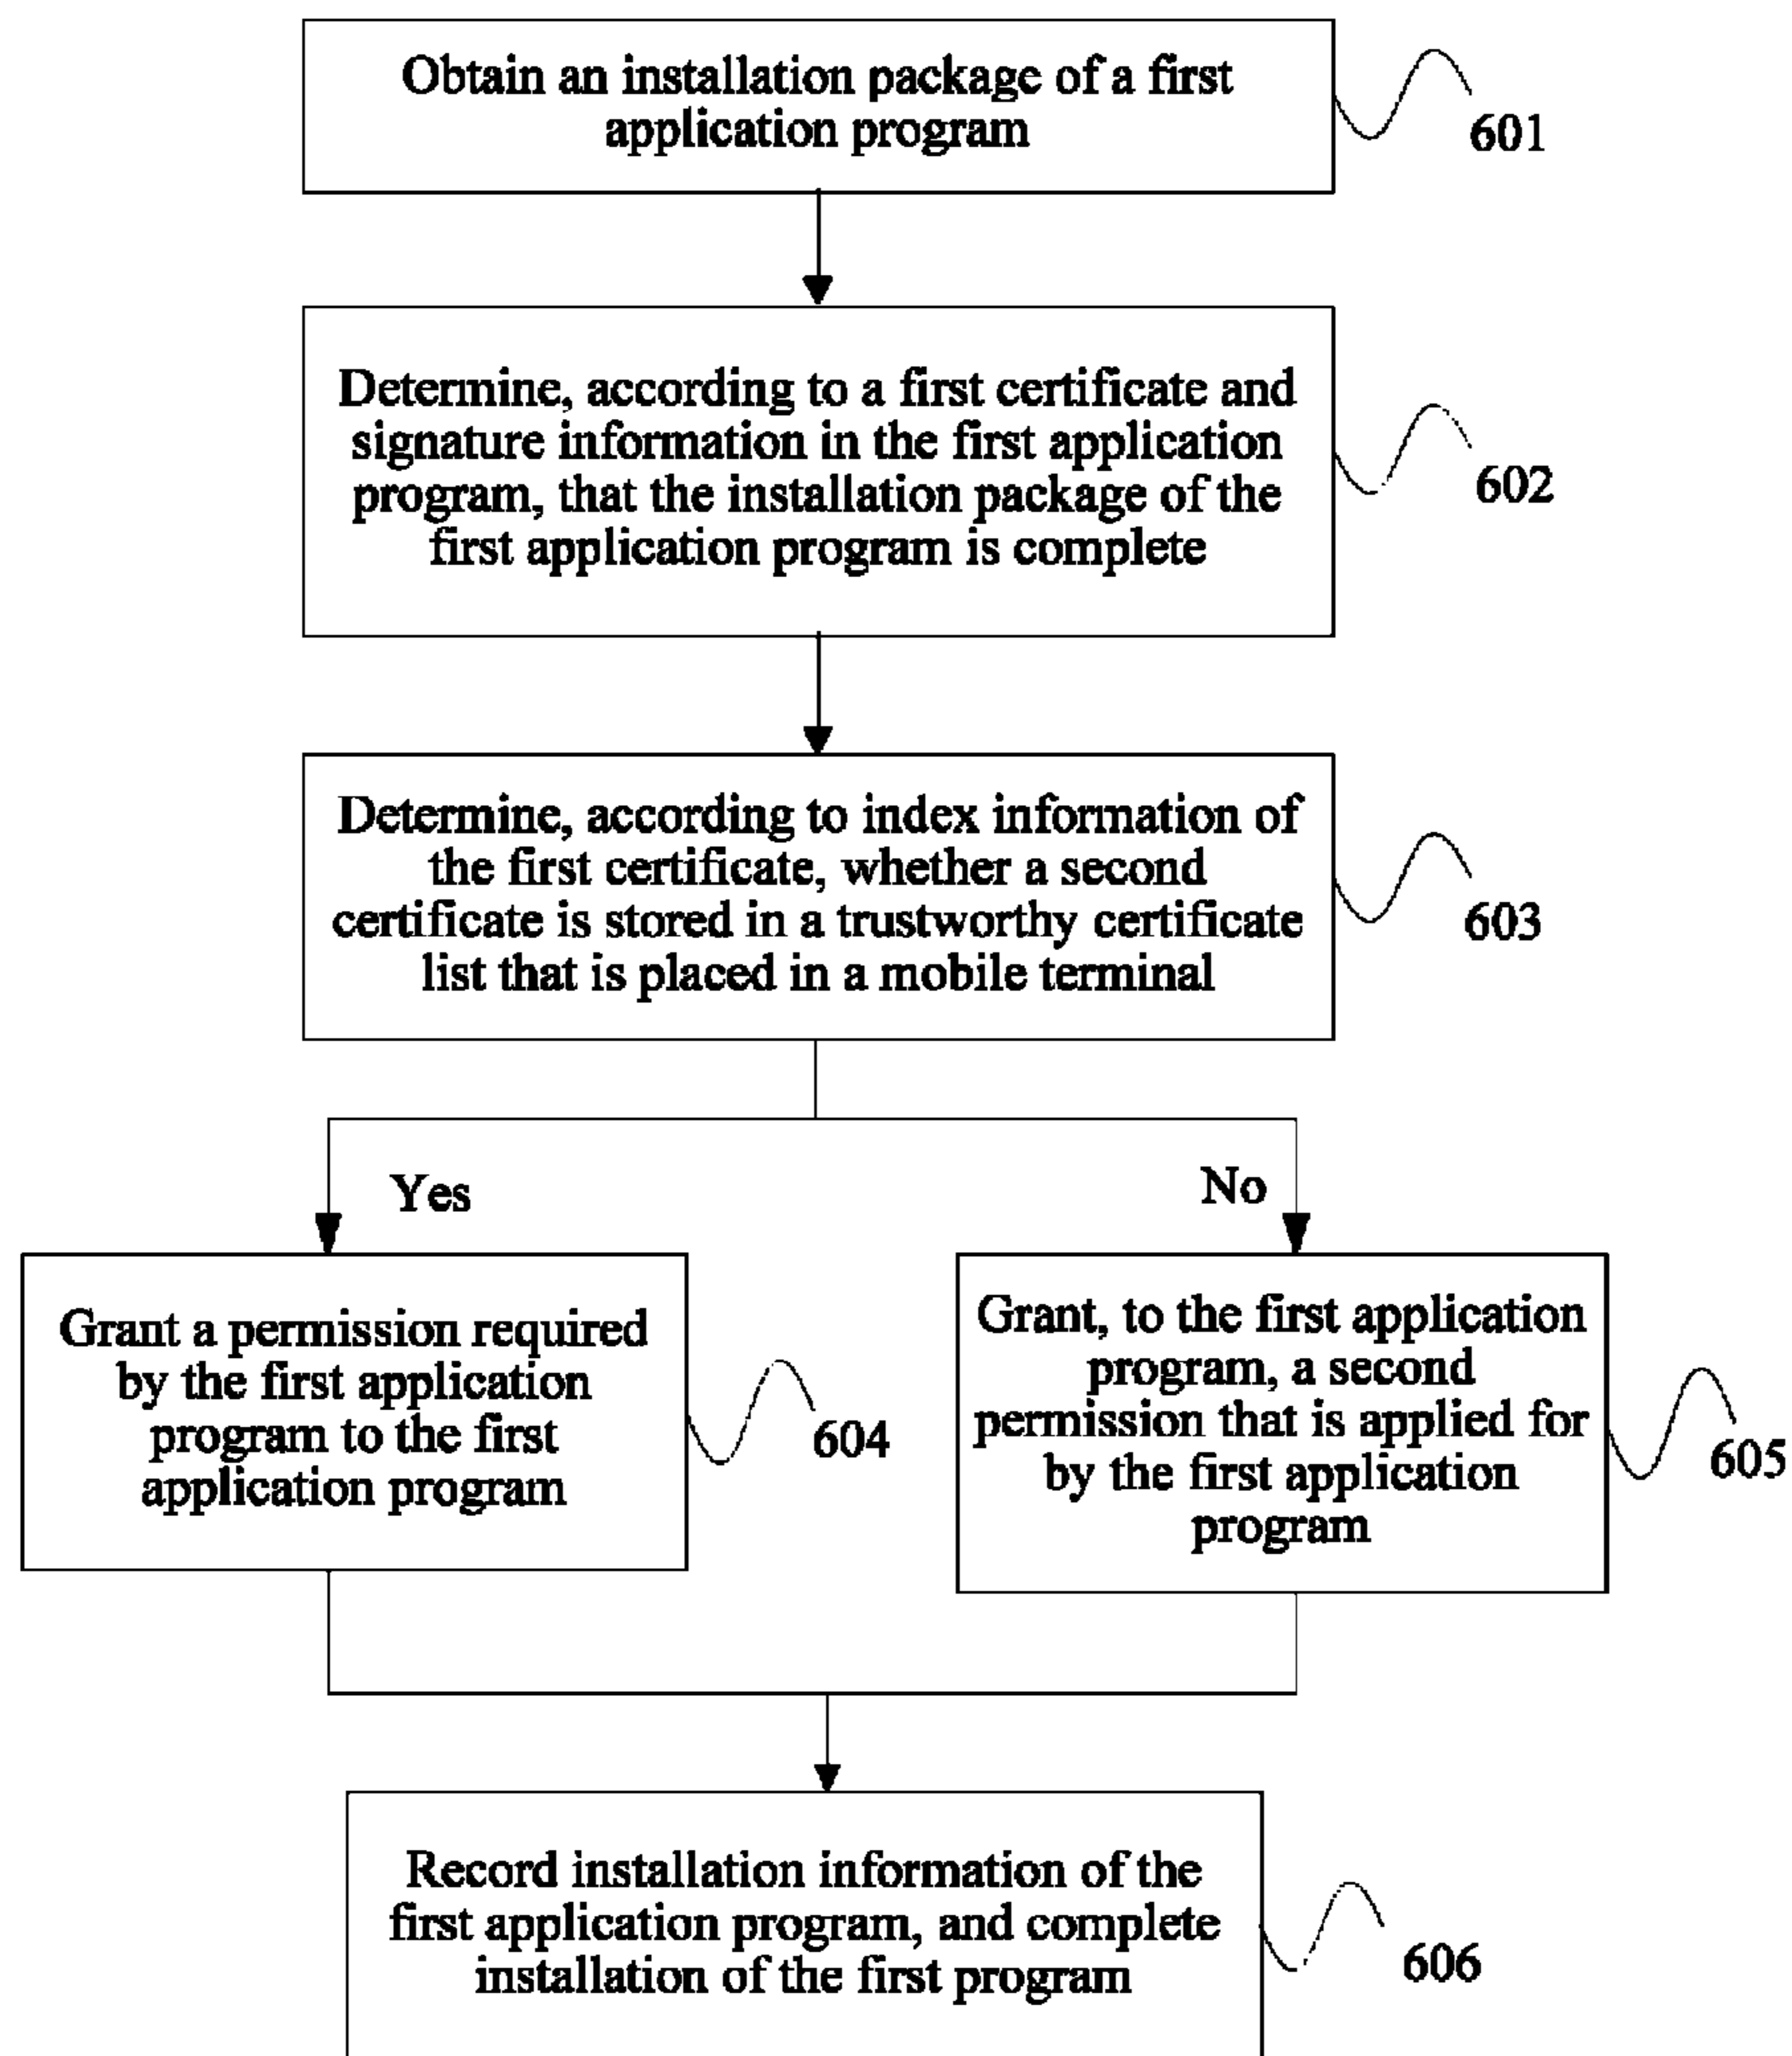 Obtain an installation package of a first
application program
601
Determine, according to a first certificate and
signature information in the first application
program, that the installation package of the
first application program is complete
602
Determine, according to index information of
the first certificate, whether a second
certificate is stored in a trustworthy certificate
list that is placed in a mobile terminal
603
Yes
No
Grant a permission required
by the first application
program to the first
application program
604
Grant, to the first application
program, a second
permission that is applied for
by the first application
program
605
Record installation information of the
first application program, and complete
installation of the first program
606